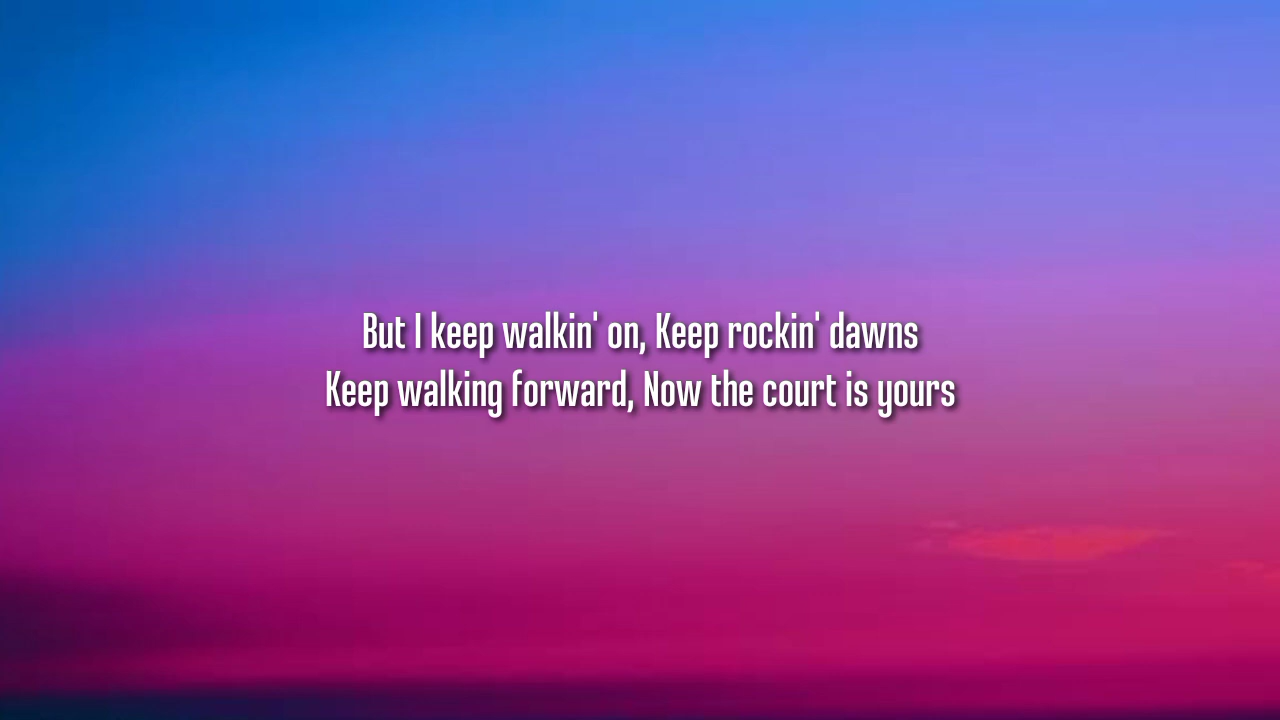 But I keep walkin' on, Keep rockin' dawns
Keep walking forward, Now the court is yours